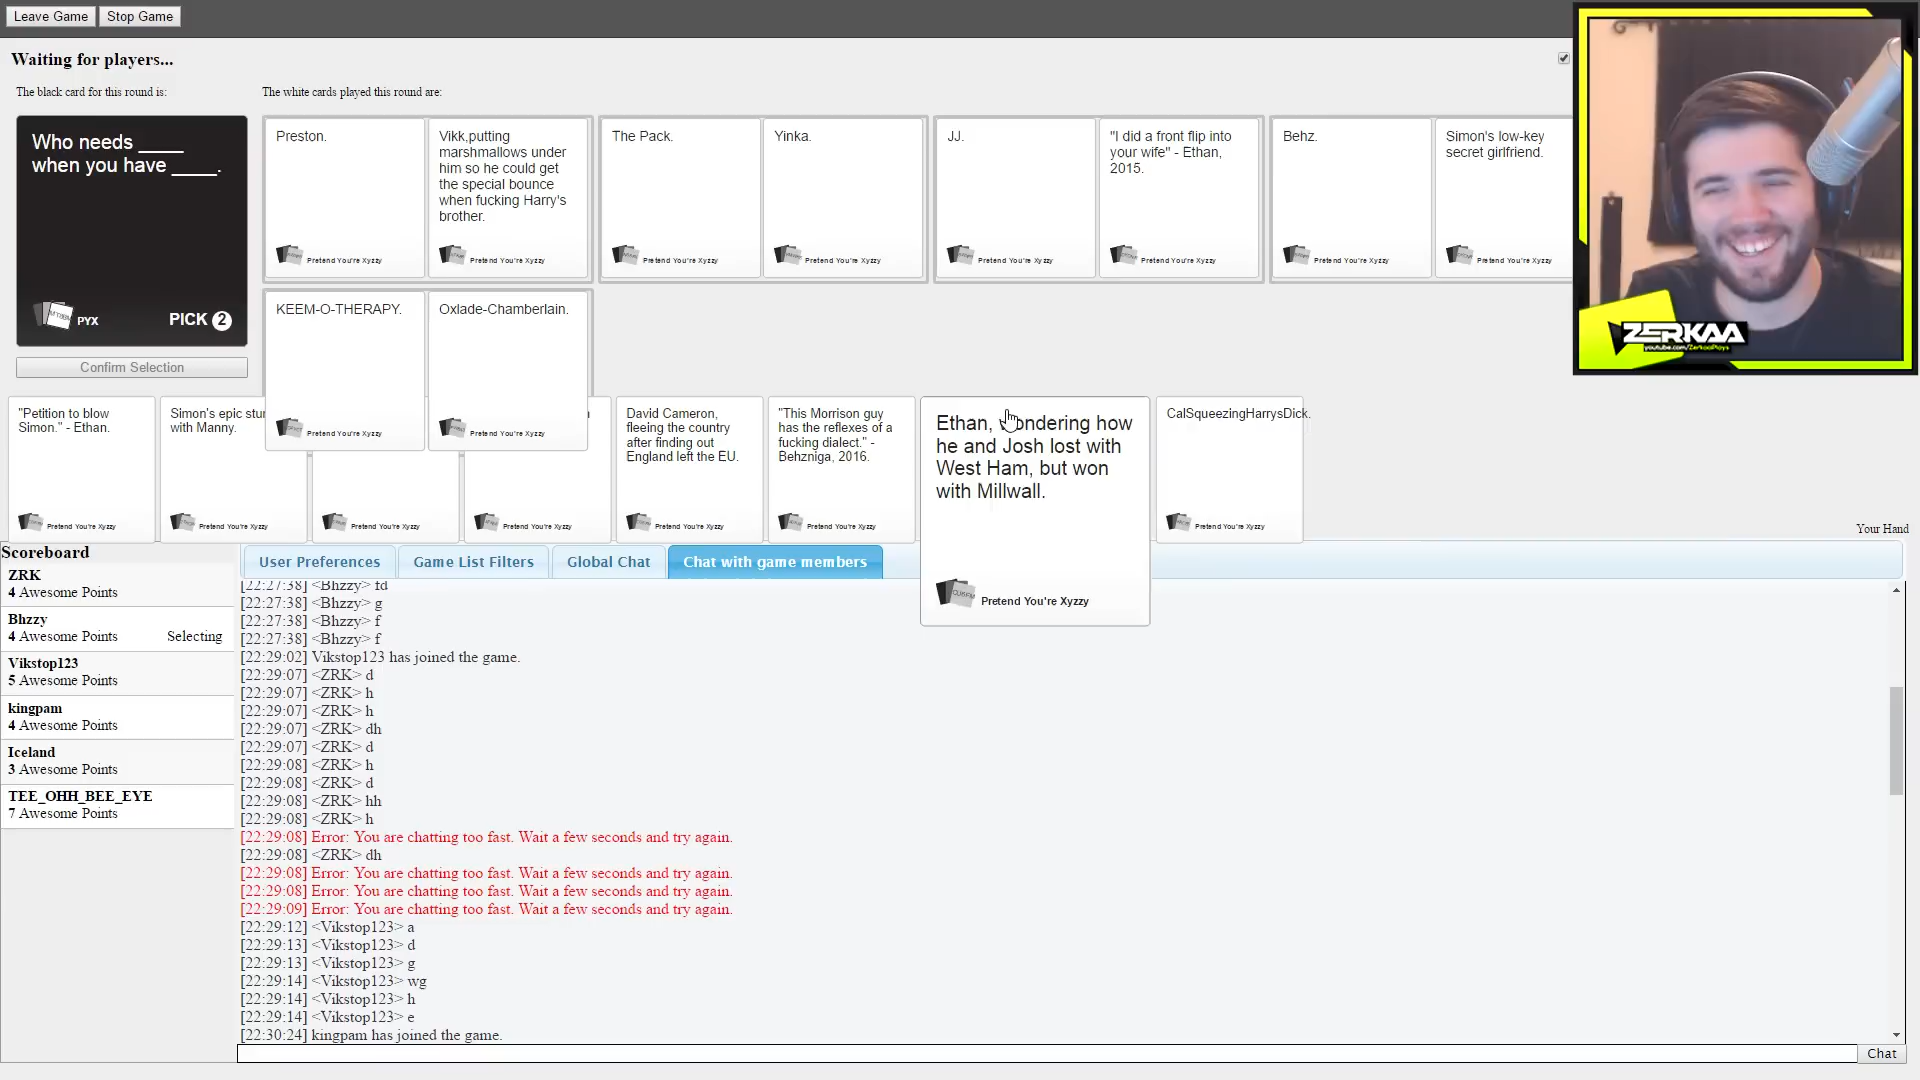 Leave Game
Stop Game
Waiting for players...
The black card for this round is:
The white cards played this round are:
Who needs ____
when you have ____.
PYX
PICK 2
Confirm Selection
Preston.
Pretend You're Xyzzy
Vikk,putting
marshmallows under
him so he could get
the special bounce
when fucking Harry's
brother.
Pretend You're Xyzzy
The Pack.
Pretend You're Xyzzy
Yinka.
Pretend You're Xyzzy
JJ.
Pretend You're Xyzzy
"I did a front flip into
your wife" - Ethan,
2015.
Pretend You're Xyzzy
Behz.
Pretend You're Xyzzy
Simon's low-key
secret girlfriend.
Pretend You're Xyzzy
KEEM-O-THERAPY.
Pretend You're Xyzzy
Oxlade-Chamberlain.
Pretend You're Xyzzy
ZERKAA
youtube.com/ZerkaaPlays
"Petition to blow
Simon." - Ethan.
Pretend You're Xyzzy
Simon's epic
with Manny.
Pretend You're Xyzzy
Pretend You're Xyzzy
Pretend You're Xyzzy
David Cameron,
fleeing the country
after finding out
England left the EU.
Pretend You're Xyzzy
"This Morrison guy
has the reflexes of a
fucking dialect." -
Behzniga, 2016.
Pretend You're Xyzzy
Ethan, wondering how
he and Josh lost with
West Ham, but won
with Millwall.
Pretend You're Xyzzy
CalSqueezingHarrysDick.
Pretend You're Xyzzy
Your Hand
Scoreboard
ZRK
4 Awesome Points
Bhzzy
4 Awesome Points Selecting
Vikstop123
5 Awesome Points
kingpam
4 Awesome Points
Iceland
3 Awesome Points
TEE_OHH_BEE_EYE
7 Awesome Points
User Preferences
Game List Filters
Global Chat
Chat with game members
[22:27:38] <Bhzzy> fd
[22:27:38] <Bhzzy> g
[22:27:38] <Bhzzy> f
[22:27:38] <Bhzzy> f
[22:29:02] Vikstop123 has joined the game.
[22:29:07] <ZRK> d
[22:29:07] <ZRK> h
[22:29:07] <ZRK> h
[22:29:07] <ZRK> dh
[22:29:07] <ZRK> d
[22:29:08] <ZRK> h
[22:29:08] <ZRK> d
[22:29:08] <ZRK> hh
[22:29:08] <ZRK> h
[22:29:08] Error: You are chatting too fast. Wait a few seconds and try again.
[22:29:08] <ZRK> dh
[22:29:08] Error: You are chatting too fast. Wait a few seconds and try again.
[22:29:08] Error: You are chatting too fast. Wait a few seconds and try again.
[22:29:09] Error: You are chatting too fast. Wait a few seconds and try again.
[22:29:12] <Vikstop123> a
[22:29:13] <Vikstop123> d
[22:29:13] <Vikstop123> g
[22:29:14] <Vikstop123> wg
[22:29:14] <Vikstop123> h
[22:29:14] <Vikstop123> e
[22:30:24] kingpam has joined the game.
Chat